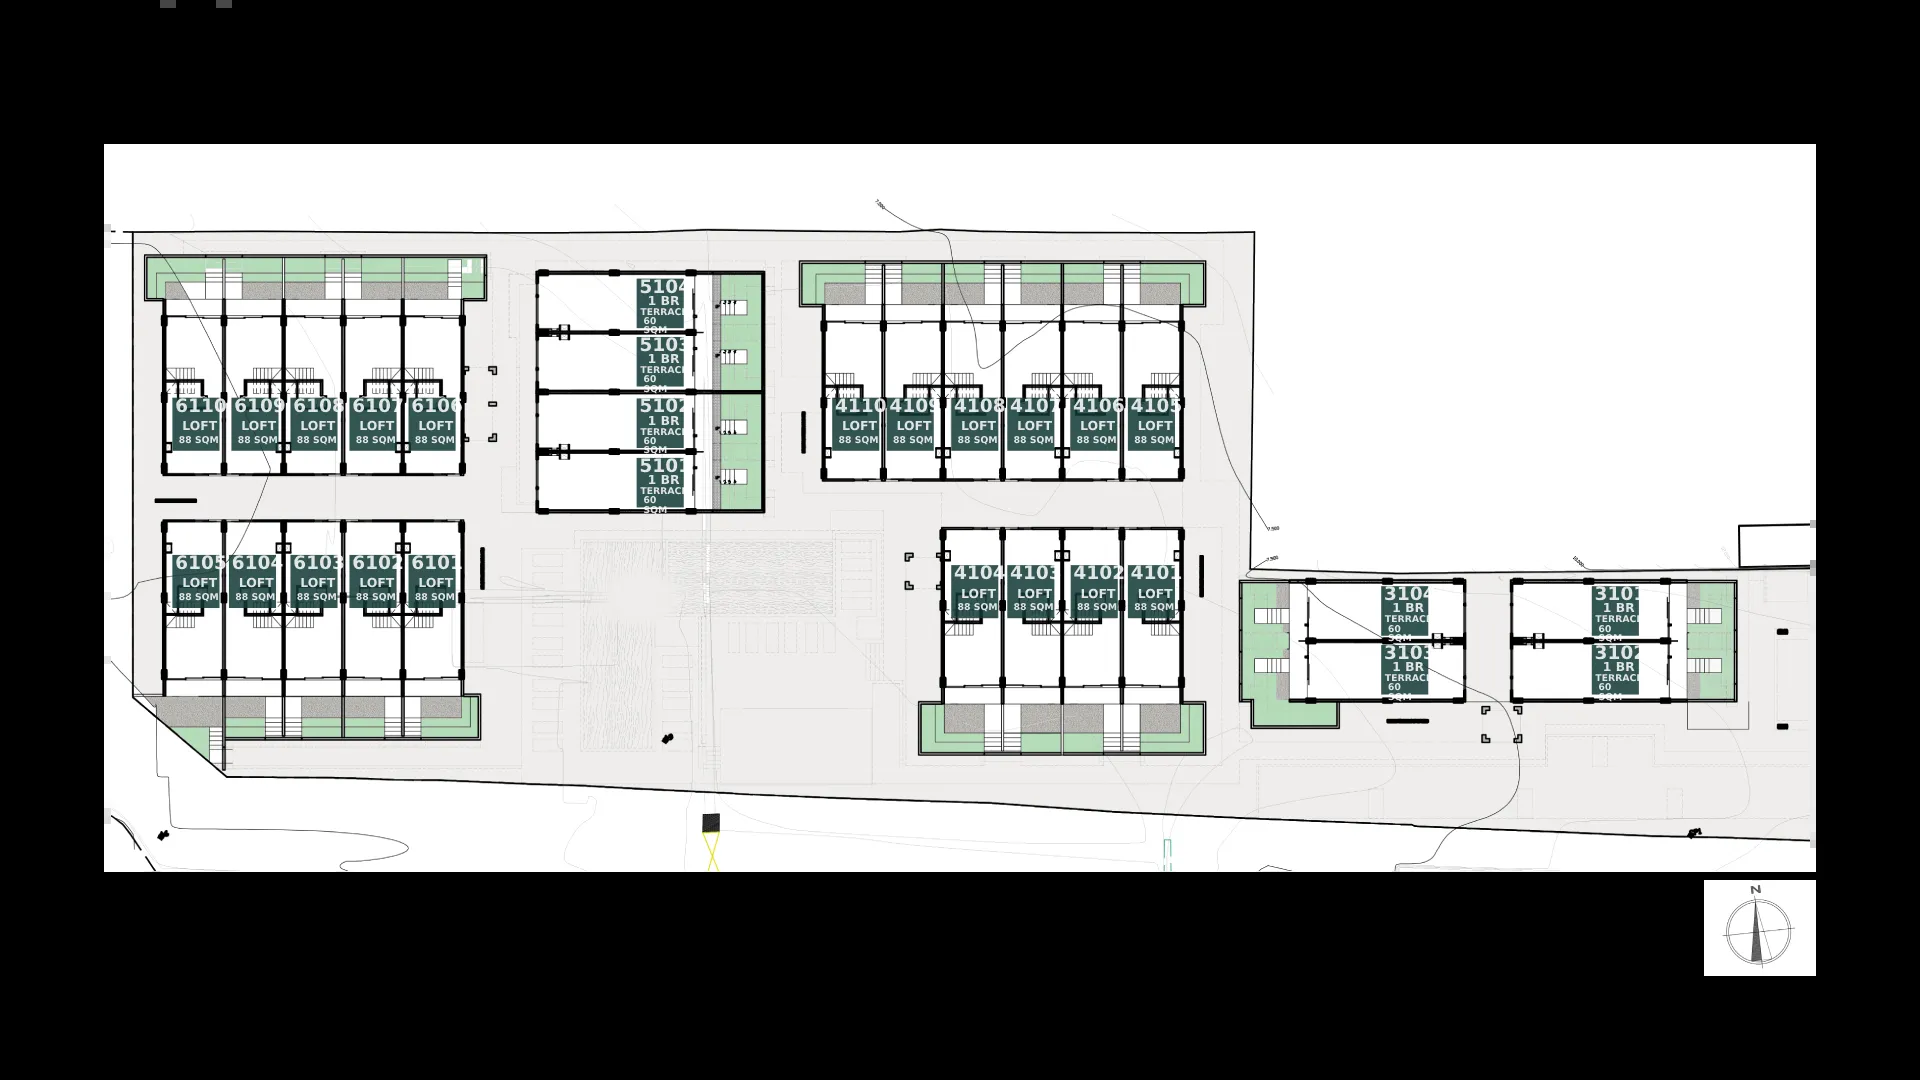 7.000
5104
1 BR
TERRACE
60
SQM
5103
1 BR
TERRACE
60
SQM
5102
1 BR
TERRACE
60
SQM
5101
1 BR
TERRACE
60
SQM
6110
LOFT
88 SQM
6109
LOFT
88 SQM
6108
LOFT
88 SQM
6107
LOFT
88 SQM
6106
LOFT
88 SQM
4110
LOFT
88 SQM
4109
LOFT
88 SQM
4108
LOFT
88 SQM
4107
LOFT
88 SQM
4106
LOFT
88 SQM
4105
LOFT
88 SQM
6105
LOFT
88 SQM
6104
LOFT
88 SQM
6103
LOFT
88 SQM
6102
LOFT
88 SQM
6101
LOFT
88 SQM
4104
LOFT
88 SQM
4103
LOFT
88 SQM
4102
LOFT
88 SQM
4101
LOFT
88 SQM
3104
1 BR
TERRACE
60
SQM
3103
1 BR
TERRACE
60
SQM
3101
1 BR
TERRACE
60
SQM
3102
1 BR
TERRACE
60
SQM
N